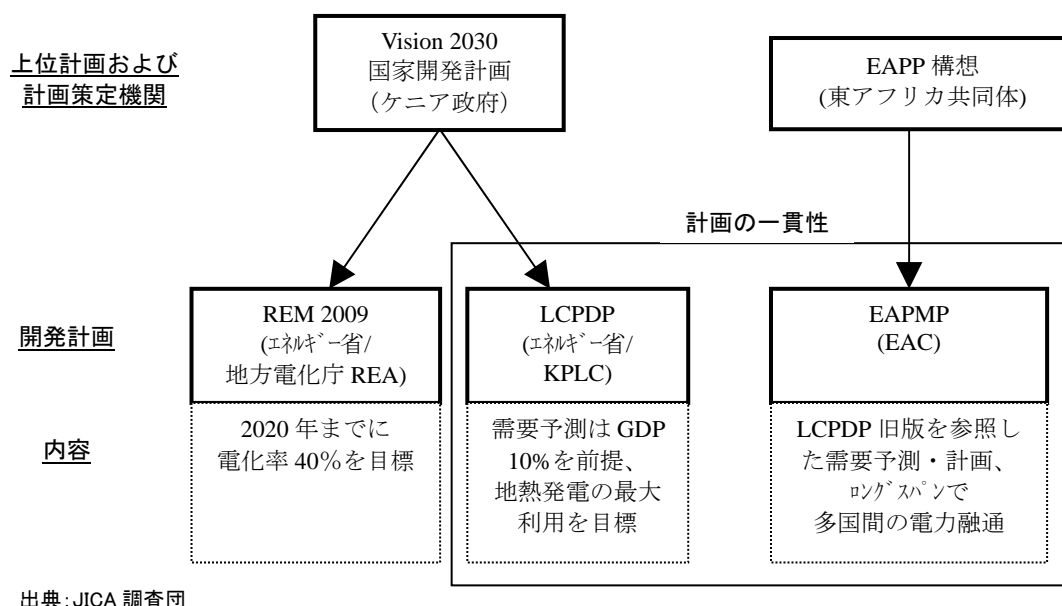 上位計画および
計画策定機関
Vision 2030
国家開発計画
（ケニア政府）
EAPP 構想
(東アフリカ共同体)
計画の一貫性
開発計画
REM 2009
(ｴﾈﾙｷﾞｰ省/
地方電化庁 REA)
LCPDP
(ｴﾈﾙｷﾞｰ省/
KPLC)
EAPMP
(EAC)
内容
2020 年までに
電化率 40％を目標
需要予測は GDP
10%を前提、
地熱発電の最大
利用を目標
LCPDP 旧版を参照し
た需要予測・計画、
ﾛﾝｸﾞｽﾊﾟﾝで
多国間の電力融通
出典：JICA 調査団